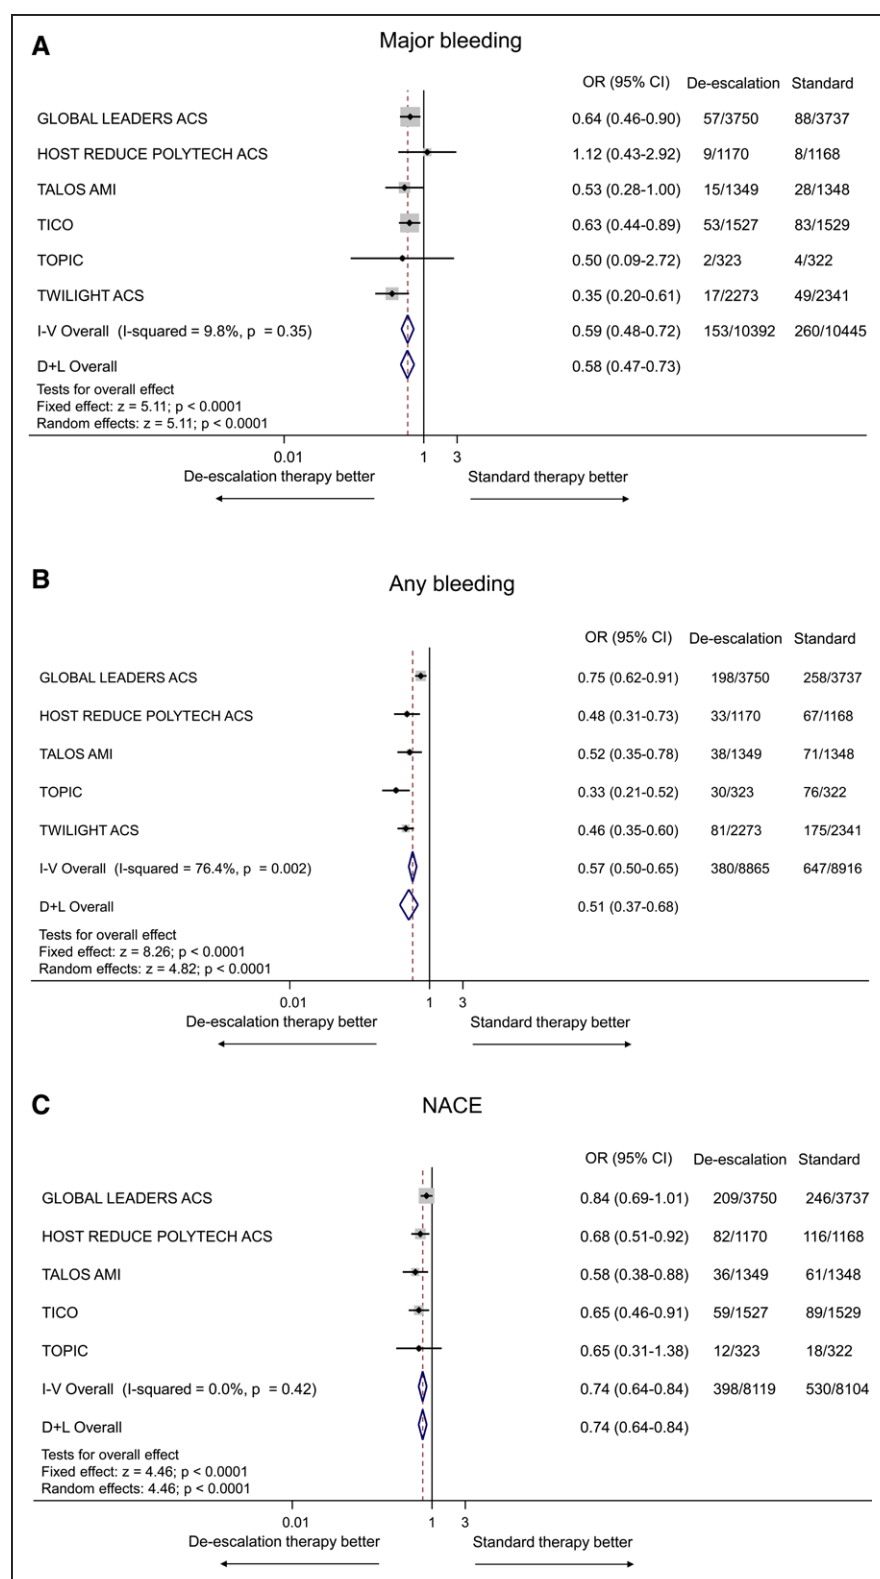 A
Major bleeding
OR (95% CI) De-escalation Standard
GLOBAL LEADERS ACS 0.64 (0.46-0.90) 57/3750 88/3737
HOST REDUCE POLYTECH ACS 1.12 (0.43-2.92) 9/1170 8/1168
TALOS AMI 0.53 (0.28-1.00) 15/1349 28/1348
TICO 0.63 (0.44-0.89) 53/1527 83/1529
TOPIC 0.50 (0.09-2.72) 2/323 4/322
TWILIGHT ACS 0.35 (0.20-0.61) 17/2273 49/2341
I-V Overall (I-squared = 9.8%, p = 0.35) 0.59 (0.48-0.72) 153/10392 260/10445
D+L Overall 0.58 (0.47-0.73)
Tests for overall effect
Fixed effect: z = 5.11; p < 0.0001
Random effects: z = 5.11; p < 0.0001
0.01 1 3
De-escalation therapy better Standard therapy better
B
Any bleeding
OR (95% CI) De-escalation Standard
GLOBAL LEADERS ACS 0.75 (0.62-0.91) 198/3750 258/3737
HOST REDUCE POLYTECH ACS 0.48 (0.31-0.73) 33/1170 67/1168
TALOS AMI 0.52 (0.35-0.78) 38/1349 71/1348
TOPIC 0.33 (0.21-0.52) 30/323 76/322
TWILIGHT ACS 0.46 (0.35-0.60) 81/2273 175/2341
I-V Overall (I-squared = 76.4%, p = 0.002) 0.57 (0.50-0.65) 380/8865 647/8916
D+L Overall 0.51 (0.37-0.68)
Tests for overall effect
Fixed effect: z = 8.26; p < 0.0001
Random effects: z = 4.82; p < 0.0001
0.01 1 3
De-escalation therapy better Standard therapy better
C
NACE
OR (95% CI) De-escalation Standard
GLOBAL LEADERS ACS 0.84 (0.69-1.01) 209/3750 246/3737
HOST REDUCE POLYTECH ACS 0.68 (0.51-0.92) 82/1170 116/1168
TALOS AMI 0.58 (0.38-0.88) 36/1349 61/1348
TICO 0.65 (0.46-0.91) 59/1527 89/1529
TOPIC 0.65 (0.31-1.38) 12/323 18/322
I-V Overall (I-squared = 0.0%, p = 0.42) 0.74 (0.64-0.84) 398/8119 530/8104
D+L Overall 0.74 (0.64-0.84)
Tests for overall effect
Fixed effect: z = 4.46; p < 0.0001
Random effects: 4.46; p < 0.0001
0.01 1 3
De-escalation therapy better Standard therapy better